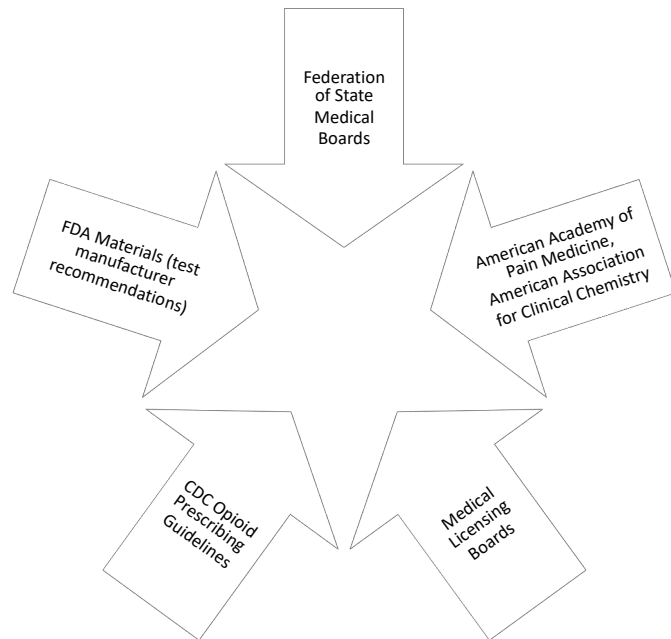 Federation
of State
Medical
Boards
American Academy of
Pain Medicine,
American Association
for Clinical Chemistry
Medical
Licensing
Boards
CDC Opioid
Prescribing
Guidelines
FDA Materials (test
manufacturer
recommendations)